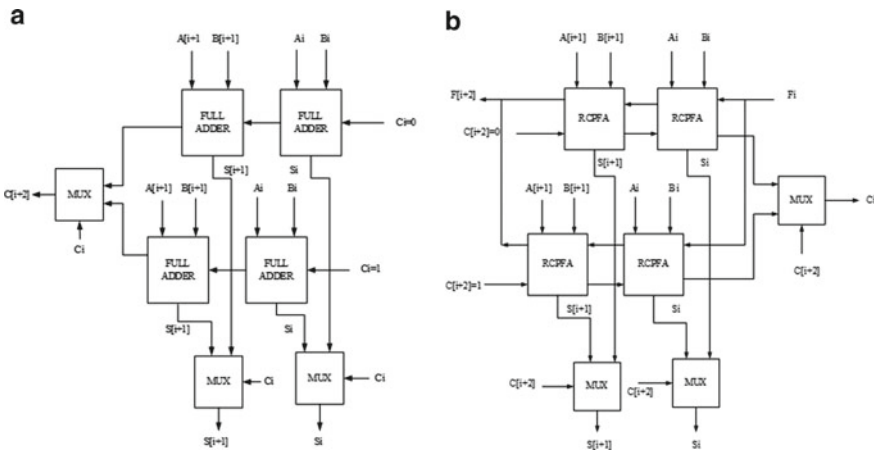 a
A[i+1 B[i+1] Ai Bi
FULL ADDER
FULL ADDER
Ci=0
S[i+1] Si
C[i+2] MUX
Ci
A[i+1] B[i+1] Ai Bi
FULL ADDER
FULL ADDER
Ci=1
S[i+1] Si
MUX Ci
MUX Ci
S[i+1] Si
b
A[i+1] B[i+1] Ai Bi
F[i+2] Fi
RCPFA RCPFA
C[i+2]=0
S[i+1] Si
A[i+1] B[i+1] Ai Bi
MUX Ci
C[i+2]
RCPFA RCPFA
C[i+2]=1
S[i+1] Si
C[i+2] MUX
C[i+2] MUX
S[i+1] Si